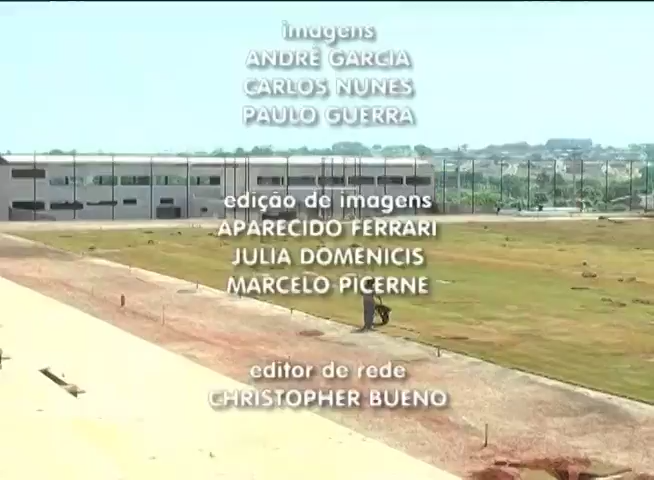 imagens
ANDRÉ GARCIA
CARLOS NUNES
PAULO GUERRA
edição de imagens
APARECIDO FERRARI
JULIA DOMENICIS
MARCELO PICERNE
editor de rede
CHRISTOPHER BUENO